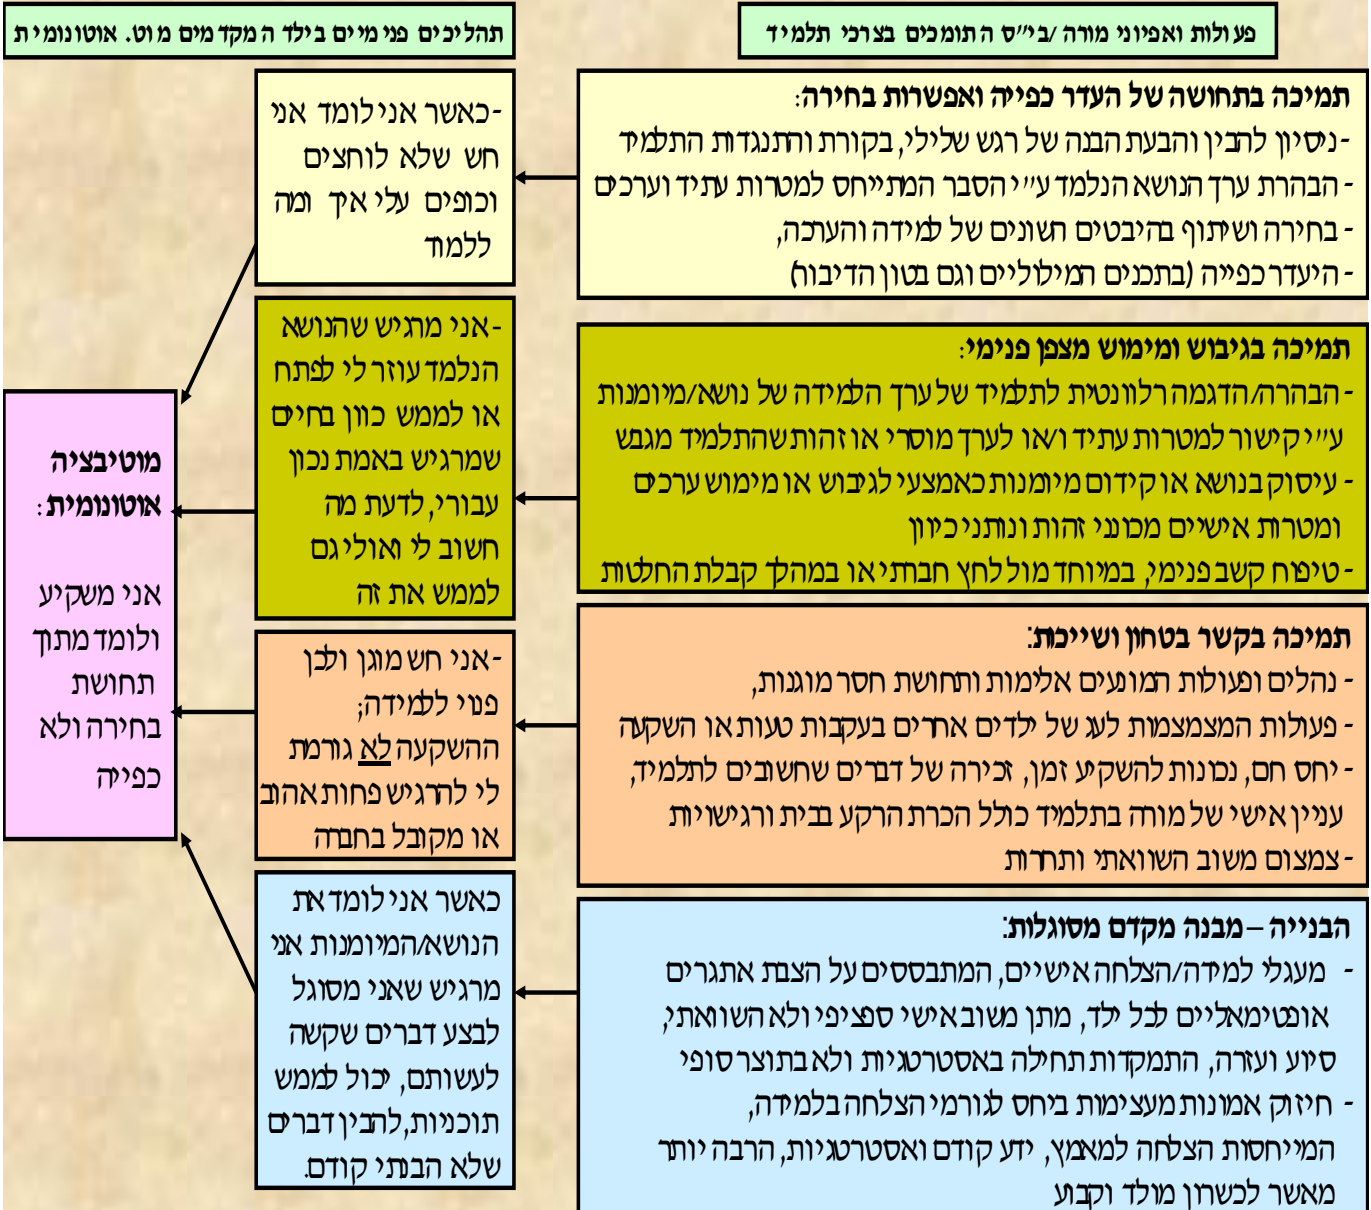 פעולות ואפיוני מורה/בי״ס התומכים בצרכי תלמיד
תהליכים פנימיים בילד המקדמים מוט. אוטונומית
תמיכה בתחושה של העדר כפייה ואפשרות בחירה:
-ניסיון להבין והבעת הבנה של רגש שלילי, בקורת והתנגדות התלמיד
- הבהרת ערך הנושא הנלמד ע״י הסבר המתייחס למטרות עתיד וערכים
- בחירה ושיתוף בהיבטים השונים של למידה והערכה,
- היעדר כפייה (בתכנים המילוליים וגם בטון הדיבור)
-כאשר אני לומד אני
חש שלא לוחצים
וכופים עלי איך ומה
ללמוד
תמיכה בגיבוש ומימוש מצפן פנימי:
- הבהרה/הדגמה רלוונטית לתלמיד של ערך הלמידה של נושא/מיומנות
ע״י קישור למטרות עתיד ו/או לערך מוסרי או זהות שהתלמיד מגבש
- עיסוק בנושא או קידום מיומנות כאמצעי לגיבוש או מימוש ערכים
ומטרות אישיים מכונני זהות ונותני כיוון
- טיפוח קשב פנימי, במיוחד מול לחץ חברתי או במהלך קבלת החלטות
-אני מרגיש שהנושא
הנלמד עוזר לי לפתח
או לממש כוון בחיים
שמרגיש באמת נכון
עבורי, לדעת מה
חשוב לי ואולי גם
לממש את זה
תמיכה בקשר בטחון ושייכות:
- נהלים ופעולות המונעים אלימות ותחושת חסר מוגנות,
- פעולות המצמצמות לעג של ילדים אחרים בעקבות טעות או השקעה
- יחס חם, נכונות להשקיע זמן, זכירה של דברים שחשובים לתלמיד,
עניין אישי של מורה בתלמיד כולל הכרת הרקע בבית ורגישויות
- צמצום משוב השוואתי ותחרות
-אני חש מוגן ולכן
פנוי ללמידה;
ההשקעה לא גורמת
לי להרגיש פחות אהוב
או מקובל בחברה
הבנייה – מבנה מקדם מסוגלות:
- מעגלי למידה/הצלחה אישיים, המתבססים על הצבת אתגרים
אופטימאליים לכל ילד, מתן משוב אישי ספציפי ולא השוואתי,
סיוע ועזרה, התמקדות תחילה באסטרטגיות ולא בתוצר סופי
- חיזוק אמונות מעצימות ביחס לגורמי הצלחה בלמידה,
המייחסות הצלחה למאמץ, ידע קודם ואסטרטגיות, הרבה יותר
מאשר לכשרון מולד וקבוע
כאשר אני לומד את
הנושא/המיומנות אני
מרגיש שאני מסוגל
לבצע דברים שקשה
לעשותם, יכול לממש
תוכניות, להבין דברים
שלא הבנתי קודם.
מוטיבציה
אוטונומית:
אני משקיע
ולומד מתוך
תחושת
בחירה ולא
כפייה